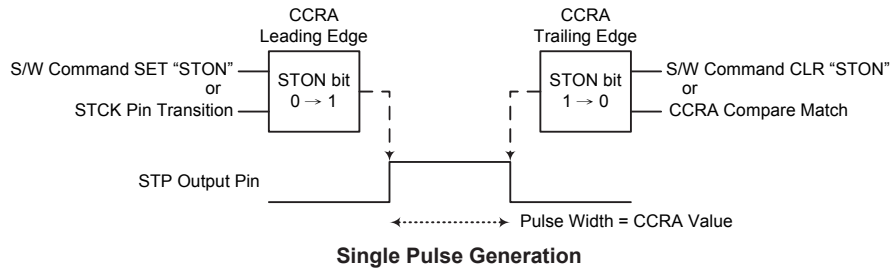 CCRA
Leading Edge
CCRA
Trailing Edge
S/W Command SET “STON”
or
STCK Pin Transition
STON bit
0 → 1
STON bit
1 → 0
S/W Command CLR “STON”
or
CCRA Compare Match
STP Output Pin
Pulse Width = CCRA Value
Single Pulse Generation